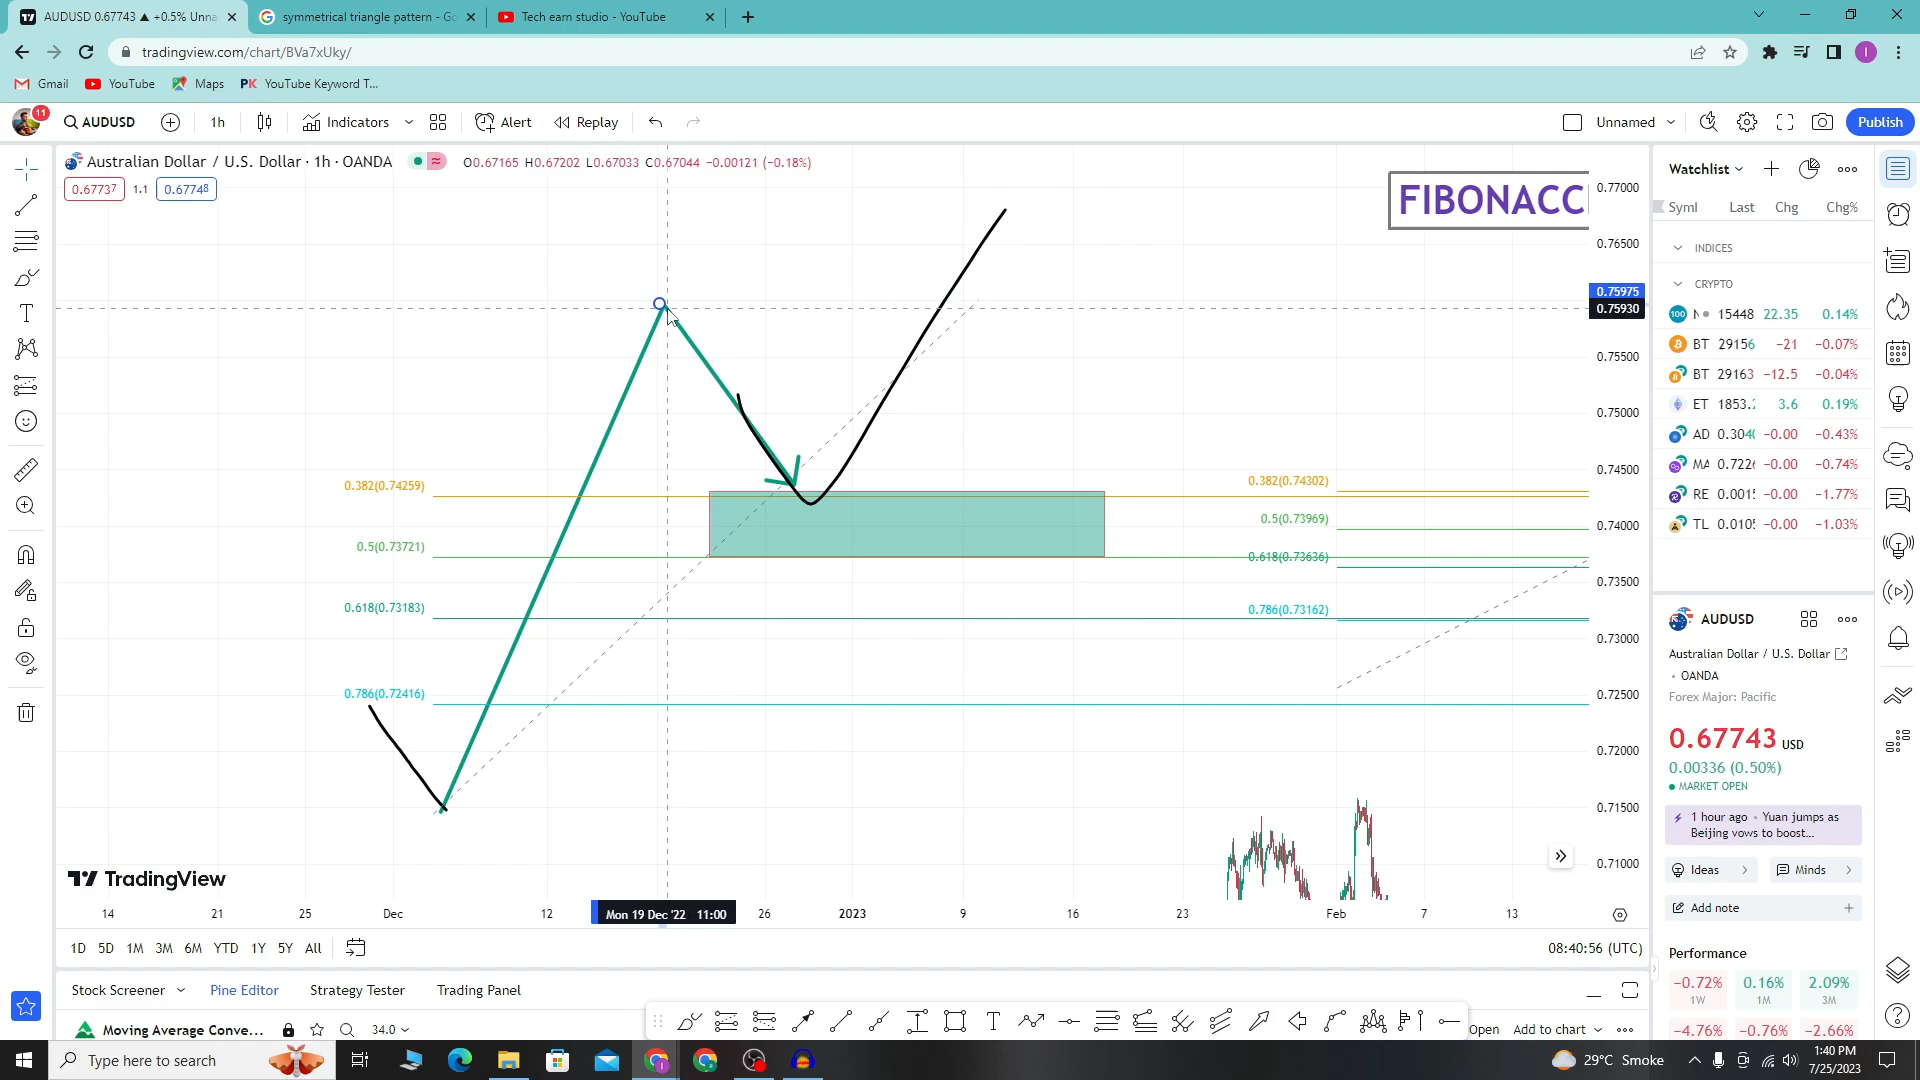 AUDUSD 0.67743 ▲ +0.5% Unna
symmetrical triangle pattern - Go
Tech earn studio - YouTube
tradingview.com/chart/BVa7xUky/
Gmail
YouTube
Maps
PK YouTube Keyword T...
11
AUDUSD
1h
Indicators
Alert
Replay
Unnamed
Publish
Australian Dollar / U.S. Dollar · 1h · OANDA
O0.67165 H0.67202 L0.67033 C0.67044 −0.00121 (−0.18%)
0.67737 1.1 0.67748
FIBONACC
0.77000
0.76500
0.75975
0.75930
0.75500
0.75000
0.74500
0.74000
0.73500
0.73000
0.72500
0.72000
0.71500
0.71000
0.382(0.74259)
0.5(0.73721)
0.618(0.73183)
0.786(0.72416)
0.382(0.74302)
0.5(0.73969)
0.618(0.73636)
0.786(0.73162)
TradingView
14 21 25 Dec 12 Mon 19 Dec '22 11:00 26 2023 9 16 23 Feb 7 13
1D 5D 1M 3M 6M YTD 1Y 5Y All
08:40:56 (UTC)
Stock Screener
Pine Editor
Strategy Tester
Trading Panel
Moving Average Conve...
34.0
Open
Add to chart
Watchlist
Syml Last Chg Chg%
INDICES
CRYPTO
100 15448 22.35 0.14%
BT 29156 −21 −0.07%
BT 29163 −12.5 −0.04%
ET 1853.2 3.6 0.19%
AD 0.3040 −0.00 −0.43%
MA 0.7226 −0.00 −0.74%
RE 0.0015 −0.00 −1.77%
TL 0.0105 −0.00 −1.03%
AUDUSD
Australian Dollar / U.S. Dollar
• OANDA
Forex Major: Pacific
0.67743 USD
0.00336 (0.50%)
MARKET OPEN
1 hour ago • Yuan jumps as
Beijing vows to boost...
Ideas
Minds
Add note
Performance
−0.72% 0.16% 2.09%
1W 1M 3M
−4.76% −0.76% −2.66%
Type here to search
29°C Smoke
1:40 PM
7/25/2023